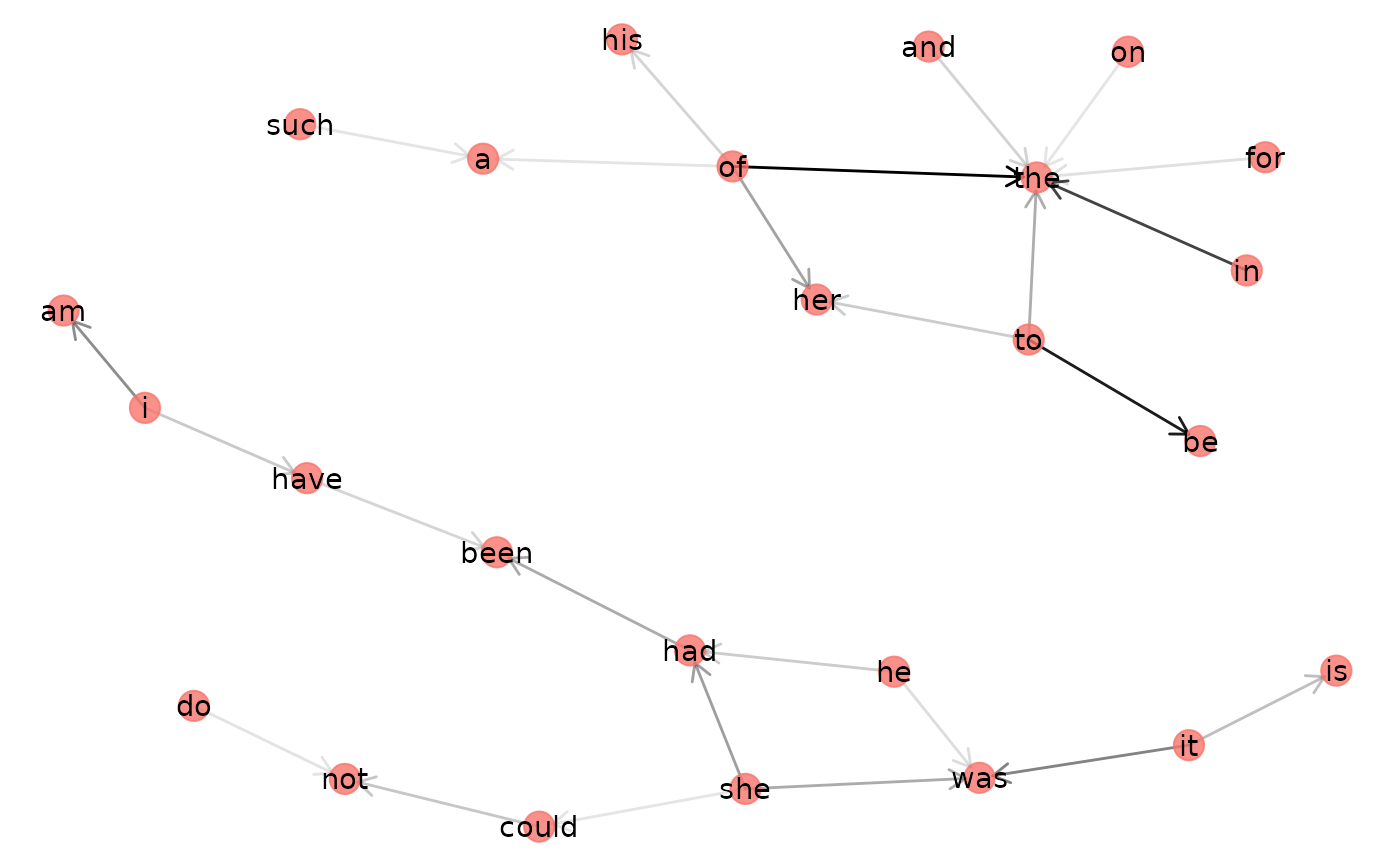 his
and
on
such
a
of
the
for
in
her
am
to
i
be
have
been
had
he
is
do
it
not
she
was
could